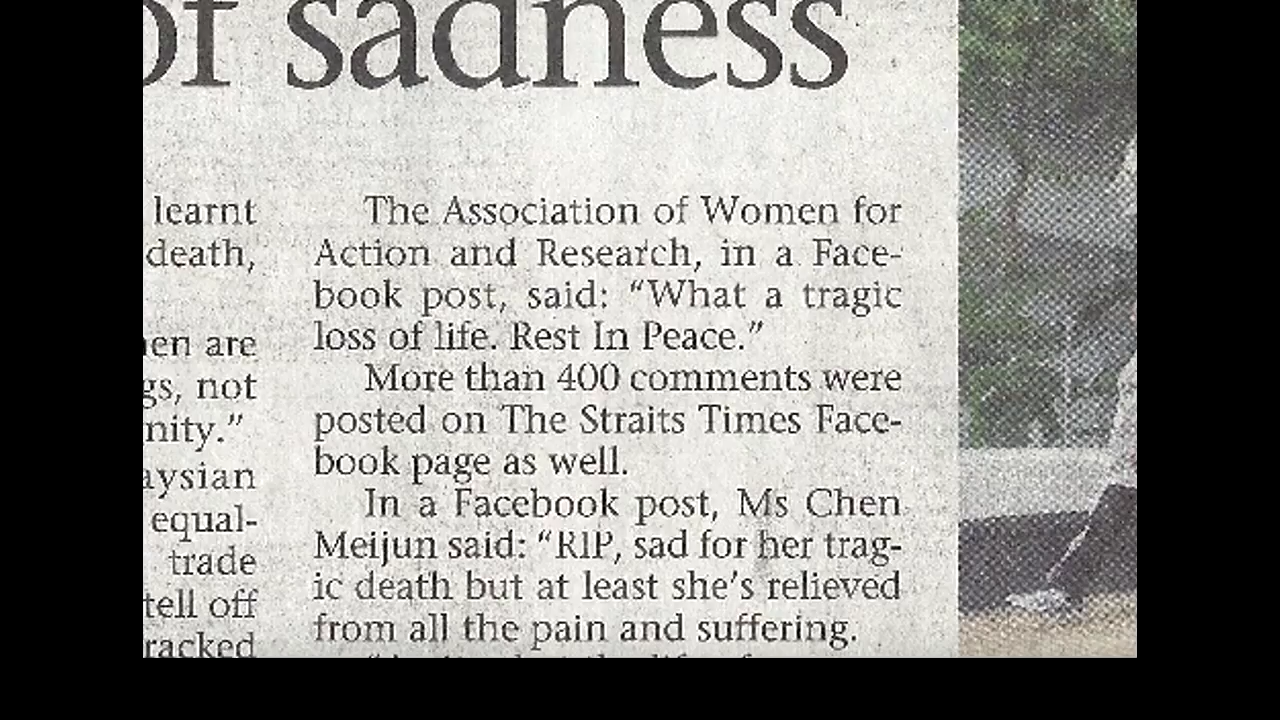 of sadness
learnt
death,
are
not
aysian
equal-
trade
tell off
racked
The Association of Women for
Action and Research, in a Face-
book post, said: “What a tragic
loss of life. Rest In Peace.”
More than 400 comments were
posted on The Straits Times Face-
book page as well.
In a Facebook post, Ms Chen
Meijun said: “RIP, sad for her trag-
ic death but at least she’s relieved
from all the pain and suffering.